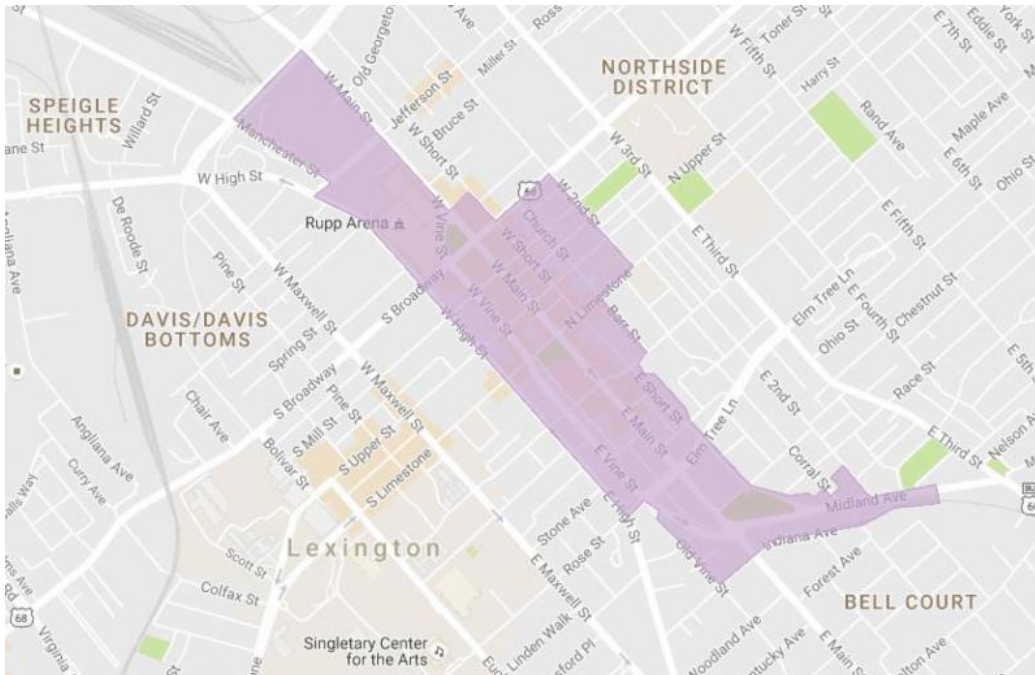 Old Georgeto
Ross
Miller St
Toner St
W Fifth St
E 7th St
Eddie St
York St
Harry St
NORTHSIDE
DISTRICT
W Main St
Jefferson St
Bruce St
W Short St
Rand Ave
Maple Ave
E 6th St
Ohio St
SPEIGLE
HEIGHTS
Willard St
ane St
Manchester St
W 3rd St
N Upper St
W High St
68
W 2nd St
Church St
W Short St
De Roode St
Rupp Arena
W Vine St
W Main St
E Third St
E Fifth St
Angliana Ave
Pine St
W Maxwell St
S Broadway
W Vine St
N Limestone
Barr St
Elm Tree Ln
E Fourth St
Chestnut St
Ohio St
E 5th St
DAVIS/DAVIS
BOTTOMS
Spring St
W High St
S Broadway
Pine St
W Maxwell St
E Short St
E 2nd St
Race St
Chair Ave
S Mill St
S Upper St
E Main St
Elm Tree Ln
Angliana Ave
Bolivar St
S Limestone
E Vine St
Corral St
E Third St
Nelson A
Curry Ave
alls Way
E High St
Midland Ave
Lexington
Stone Ave
Rose St
Old Vine St
Indiana Ave
Scott St
Forest Ave
Colfax St
E Maxwell St
BELL COURT
68
Virginia
Singletary Center
for the Arts
Linden Walk
Woodland Ave
E Main S